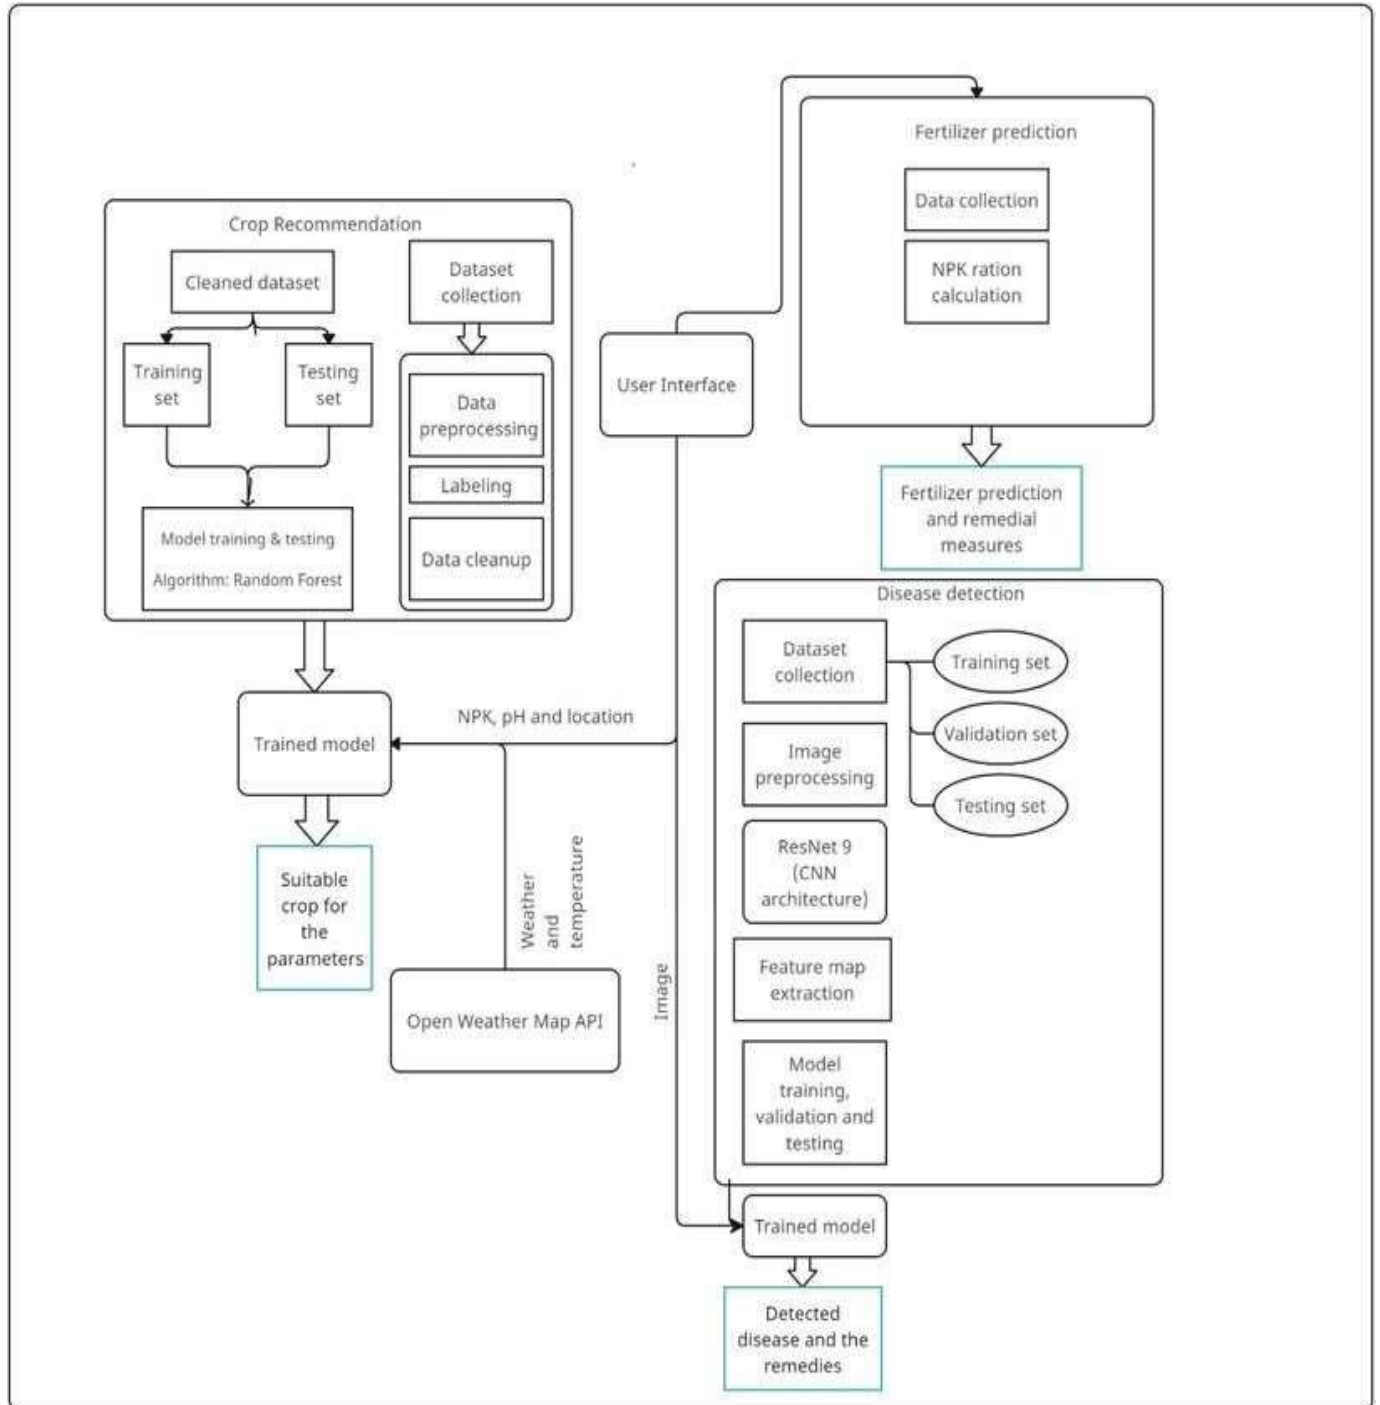 Fertilizer prediction
Data collection
NPK ration
calculation
Crop Recommendation
Cleaned dataset
Dataset
collection
Training
set
Testing
set
Data
preprocessing
Labeling
Data cleanup
Model training & testing
Algorithm: Random Forest
User Interface
Fertilizer prediction
and remedial
measures
Disease detection
Dataset
collection
Training set
Validation set
Testing set
Image
preprocessing
ResNet 9
(CNN
architecture)
Feature map
extraction
Model
training,
validation and
testing
NPK, pH and location
Trained model
Suitable
crop for
the
parameters
Weather
and
temperature
Open Weather Map API
Image
Trained model
Detected
disease and the
remedies